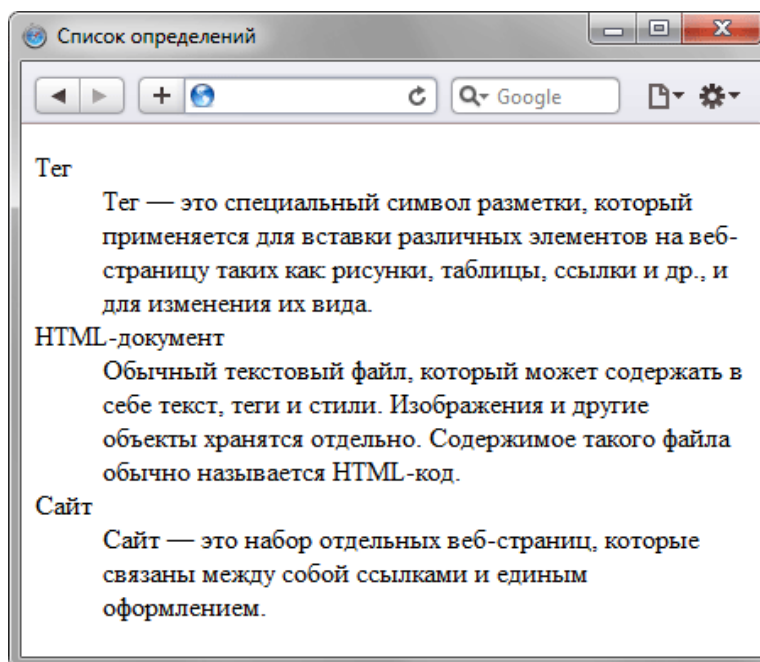 Список определений
Google
Тег
Тег — это специальный символ разметки, который
применяется для вставки различных элементов на веб-
страницу таких как: рисунки, таблицы, ссылки и др., и
для изменения их вида.
HTML-документ
Обычный текстовый файл, который может содержать в
себе текст, теги и стили. Изображения и другие
объекты хранятся отдельно. Содержимое такого файла
обычно называется HTML-код.
Сайт
Сайт — это набор отдельных веб-страниц, которые
связаны между собой ссылками и единым
оформлением.